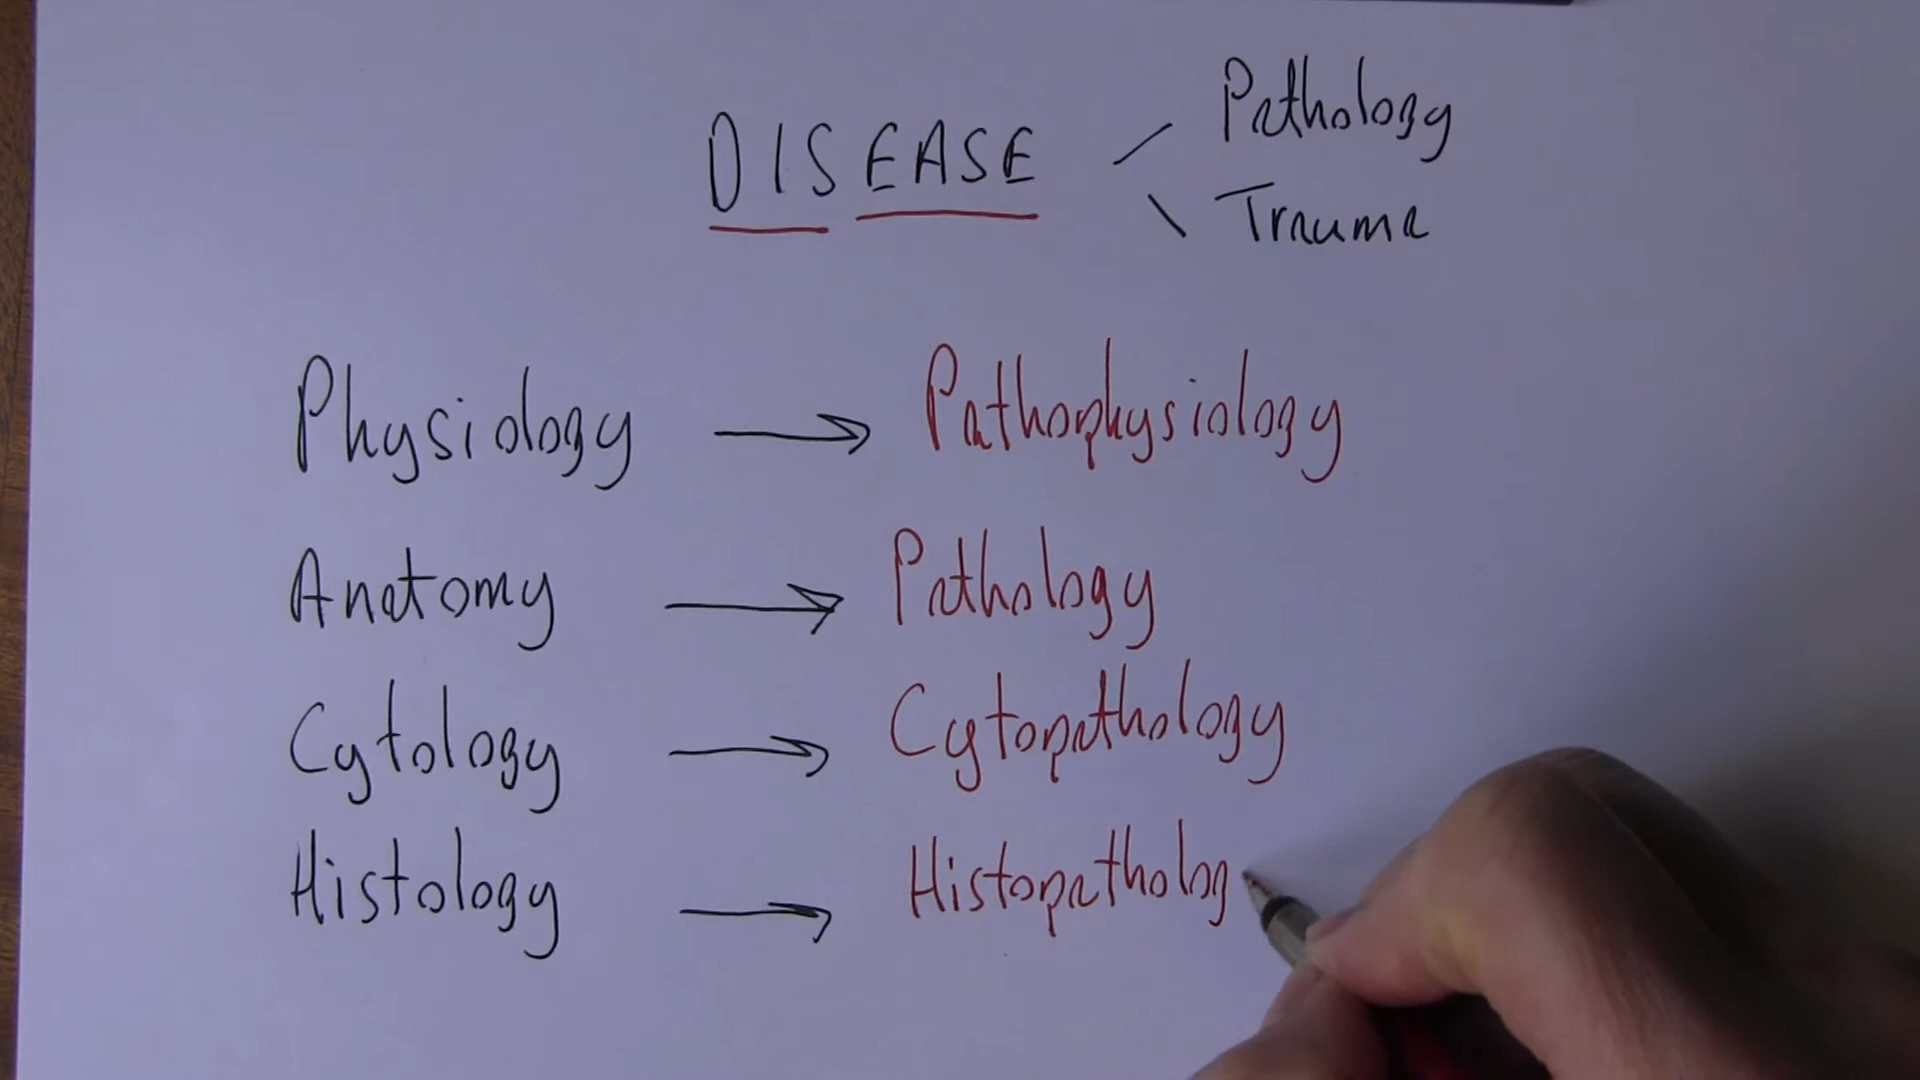 DISEASE
Pathology
Trauma
Physiology → Pathophysiology
Anatomy → Pathology
Cytology → Cytopathology
Histology → Histopatholog